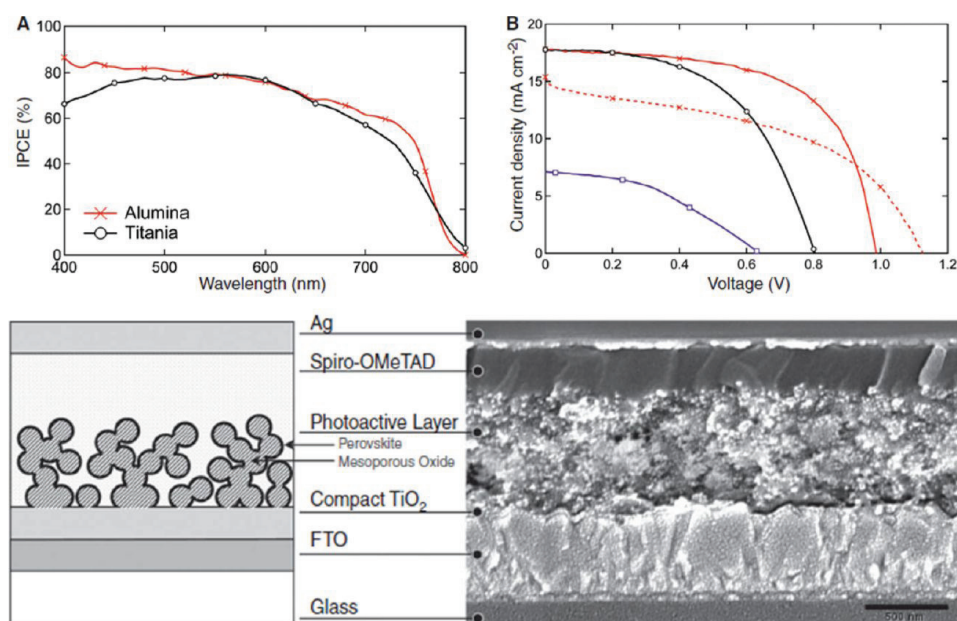 A
IPCE (%)
100
80
60
40
20
0
Alumina
Titania
400
500
600
700
800
Wavelength (nm)
B
Current density (mA cm-2)
20
15
10
5
0
0
0.2
0.4
0.6
0.8
1.0
1.2
Voltage (V)
Ag
Spiro-OMeTAD
Photoactive Layer
Perovskite
Mesoporous Oxide
Compact TiO2
FTO
Glass
500 nm